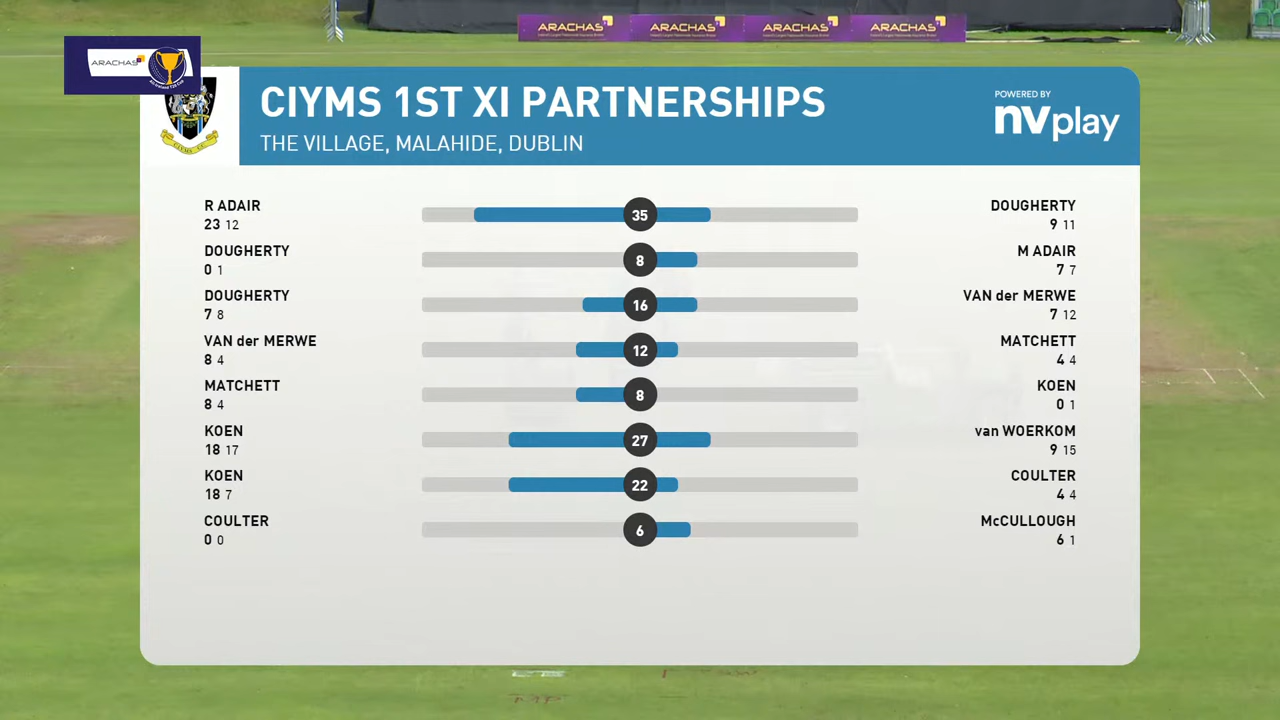 ARACHAS ARACHAS ARACHAS ARACHAS
ARACHAS
CIYMS 1ST XI PARTNERSHIPS
THE VILLAGE, MALAHIDE, DUBLIN
POWERED BY
nvplay
CIYMS CC
R ADAIR 35 DOUGHERTY
23 12 9 11
DOUGHERTY 8 M ADAIR
0 1 7 7
DOUGHERTY 16 VAN der MERWE
7 8 7 12
VAN der MERWE 12 MATCHETT
8 4 4 4
MATCHETT 8 KOEN
8 4 0 1
KOEN 27 van WOERKOM
18 17 9 15
KOEN 22 COULTER
18 7 4 4
COULTER 6 McCULLOUGH
0 0 6 1